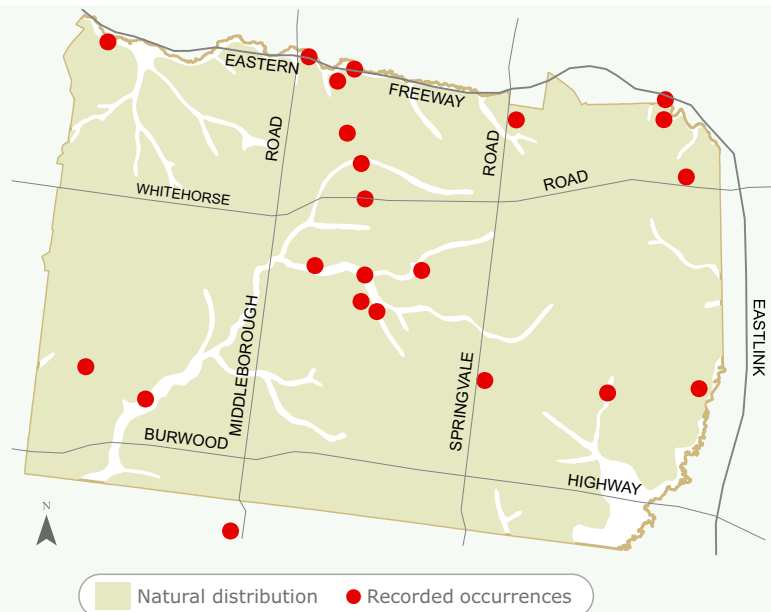 EASTERN
FREEWAY
ROAD
ROAD
ROAD
WHITEHORSE
MIDDLEBOROUGH
EASTLINK
SPRINGVALE
BURWOOD
HIGHWAY
N
Natural distribution
Recorded occurrences